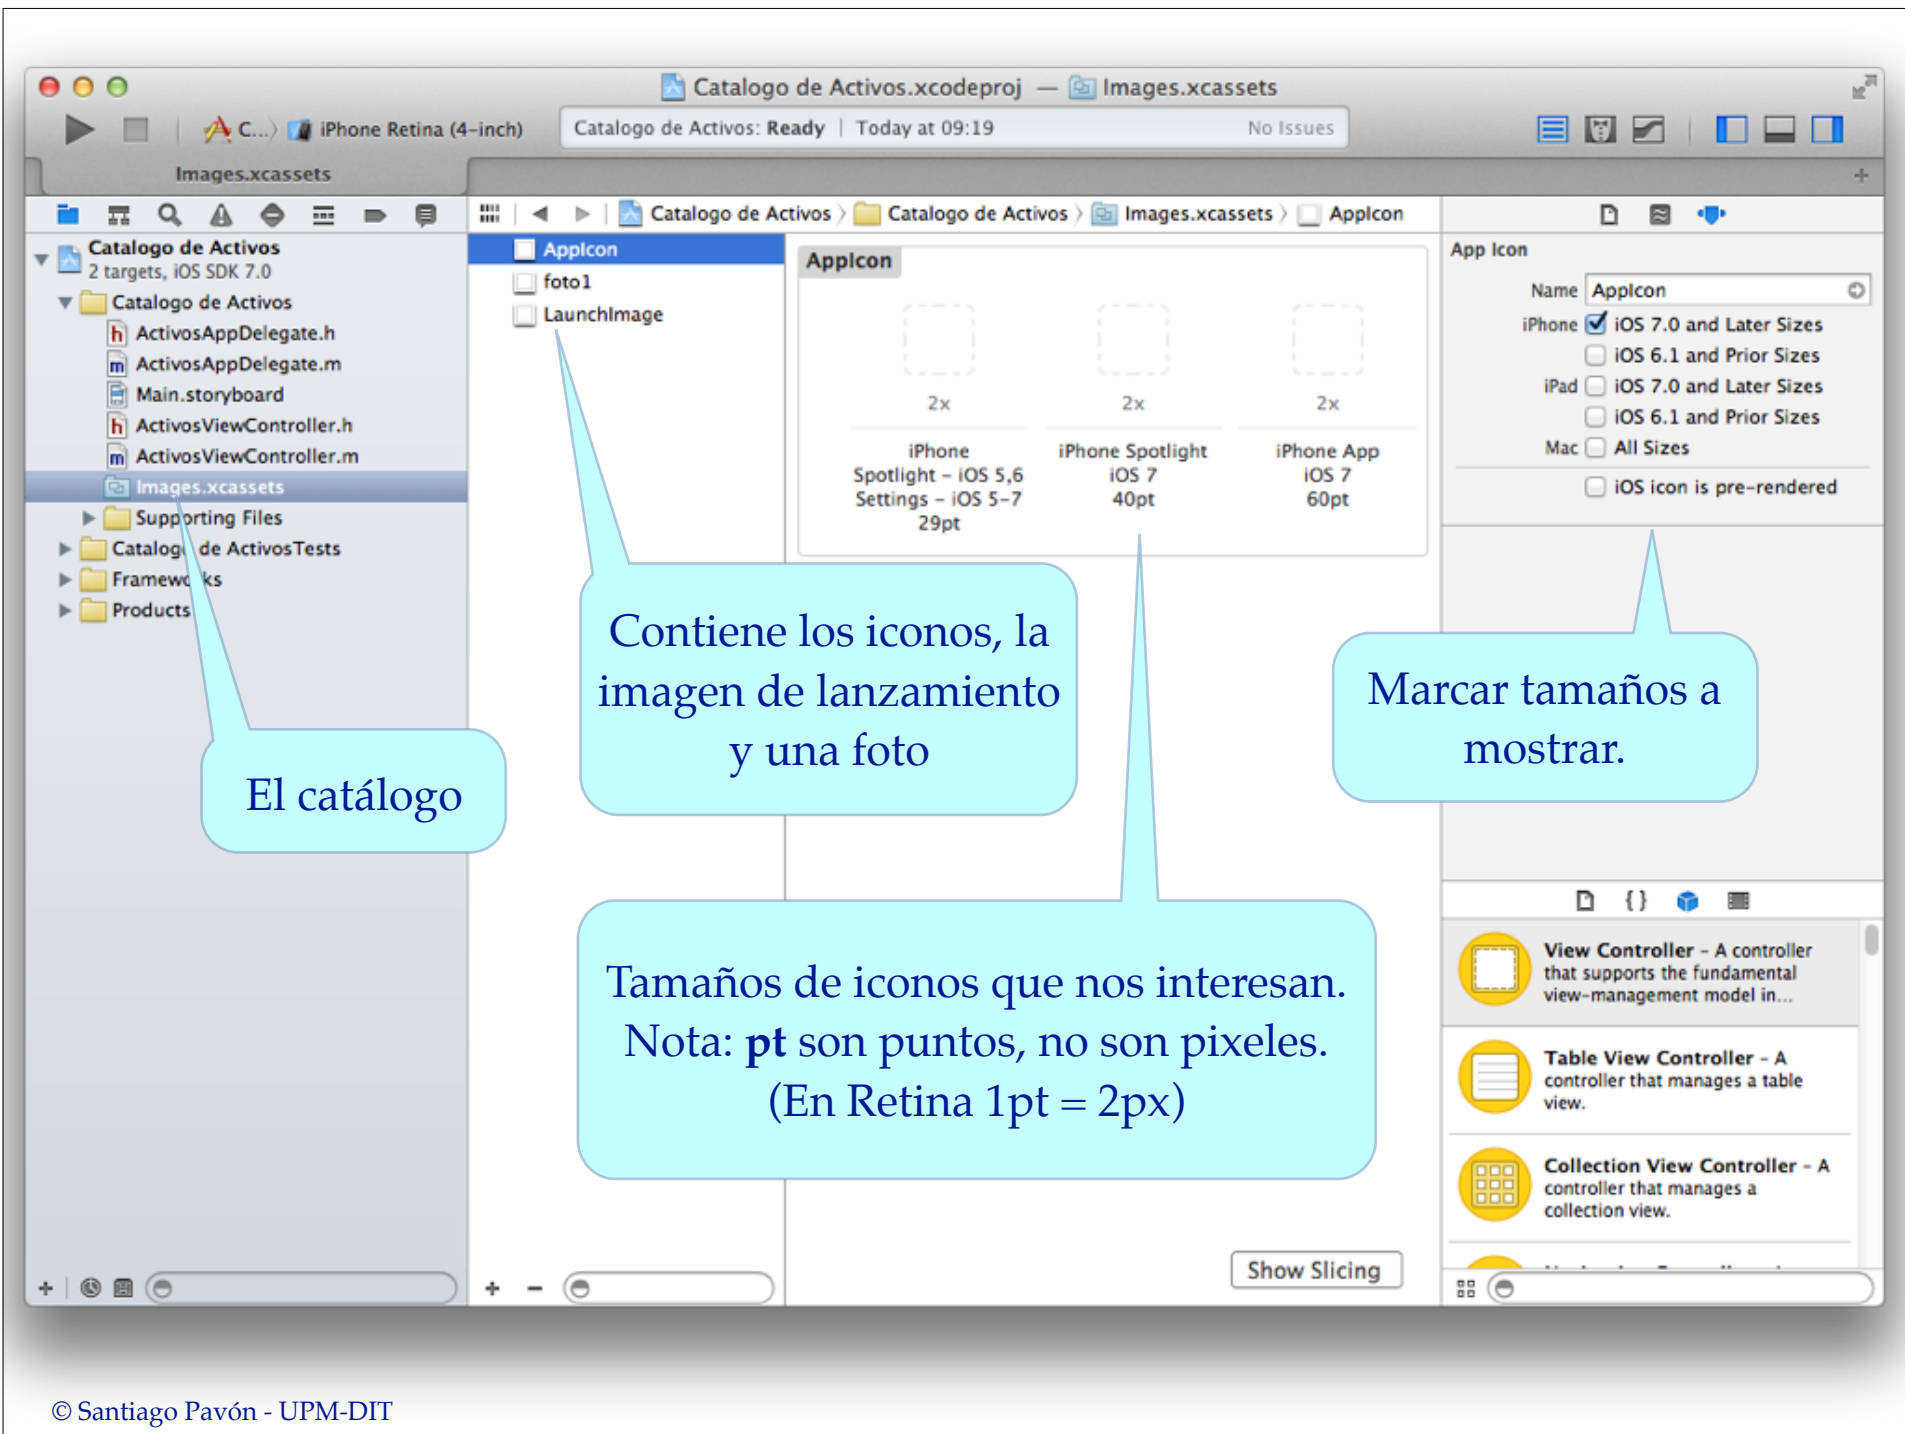 Catalogo de Activos.xcodeproj — Images.xcassets
C...〉 iPhone Retina (4-inch)
Catalogo de Activos: Ready | Today at 09:19
No Issues
Images.xcassets
Catalogo de Activos 〉 Catalogo de Activos 〉 Images.xcassets 〉 AppIcon
Catalogo de Activos
2 targets, iOS SDK 7.0
Catalogo de Activos
ActivosAppDelegate.h
ActivosAppDelegate.m
Main.storyboard
ActivosViewController.h
ActivosViewController.m
Images.xcassets
Supporting Files
Catalogo de ActivosTests
Frameworks
Products
AppIcon
foto1
LaunchImage
AppIcon
2x
2x
2x
iPhone
Spotlight – iOS 5,6
Settings – iOS 5–7
29pt
iPhone Spotlight
iOS 7
40pt
iPhone App
iOS 7
60pt
App Icon
Name AppIcon
iPhone iOS 7.0 and Later Sizes
iOS 6.1 and Prior Sizes
iPad iOS 7.0 and Later Sizes
iOS 6.1 and Prior Sizes
Mac All Sizes
iOS icon is pre-rendered
El catálogo
Contiene los iconos, la
imagen de lanzamiento
y una foto
Marcar tamaños a
mostrar.
Tamaños de iconos que nos interesan.
Nota: pt son puntos, no son pixeles.
(En Retina 1pt = 2px)
View Controller – A controller
that supports the fundamental
view-management model in...
Table View Controller – A
controller that manages a table
view.
Collection View Controller – A
controller that manages a
collection view.
Show Slicing
© Santiago Pavón - UPM-DIT